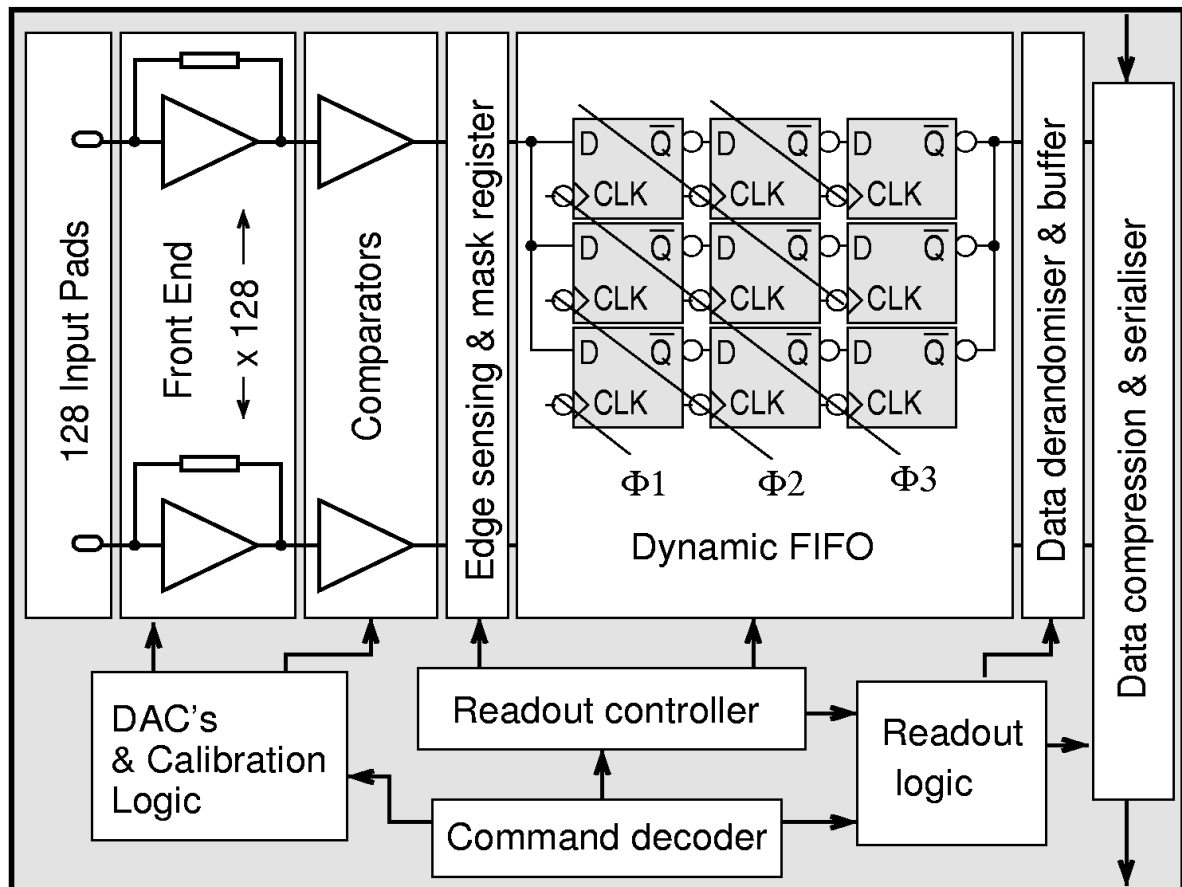 128 Input Pads
Front End
x 128
Comparators
Edge sensing & mask register
D Q̅ D Q̅ D Q̅
CLK CLK CLK
D Q̅ D Q̅ D Q̅
CLK CLK CLK
D Q̅ D Q̅ D Q̅
CLK CLK CLK
Φ1 Φ2 Φ3
Dynamic FIFO
Data derandomiser & buffer
Data compression & serialiser
DAC's
& Calibration
Logic
Readout controller
Command decoder
Readout
logic